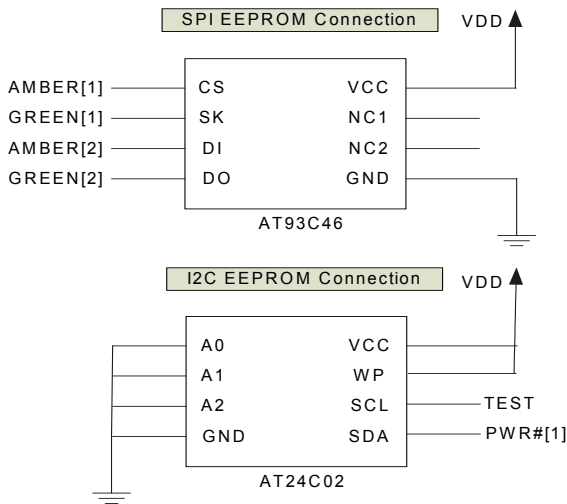 SPI EEPROM Connection
VDD
AMBER[1]
GREEN[1]
AMBER[2]
GREEN[2]
CS
SK
DI
DO
VCC
NC1
NC2
GND
AT93C46
I2C EEPROM Connection
VDD
A0
A1
A2
GND
VCC
WP
SCL
SDA
TEST
PWR#[1]
AT24C02